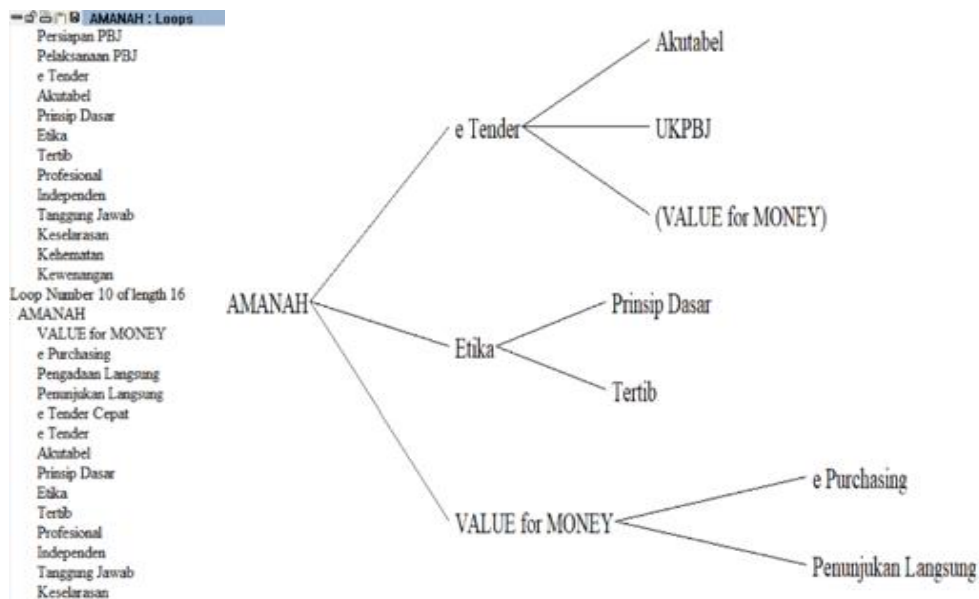 AMANAH : Loops
Persiapan PBJ
Pelaksanaan PBJ
e Tender
Akutabel
Prinsip Dasar
Etika
Tertib
Profesional
Independen
Tanggung Jawab
Keselarasan
Kehematan
Kewenangan
Loop Number 10 of length 16
AMANAH
VALUE for MONEY
e Purchasing
Pengadaan Langsung
Penunjukan Langsung
e Tender Cepat
e Tender
Akutabel
Prinsip Dasar
Etika
Tertib
Profesional
Independen
Tanggung Jawab
Keselarasan
AMANAH
e Tender
Akutabel
UKPBJ
(VALUE for MONEY)
Etika
Prinsip Dasar
Tertib
VALUE for MONEY
e Purchasing
Penunjukan Langsung